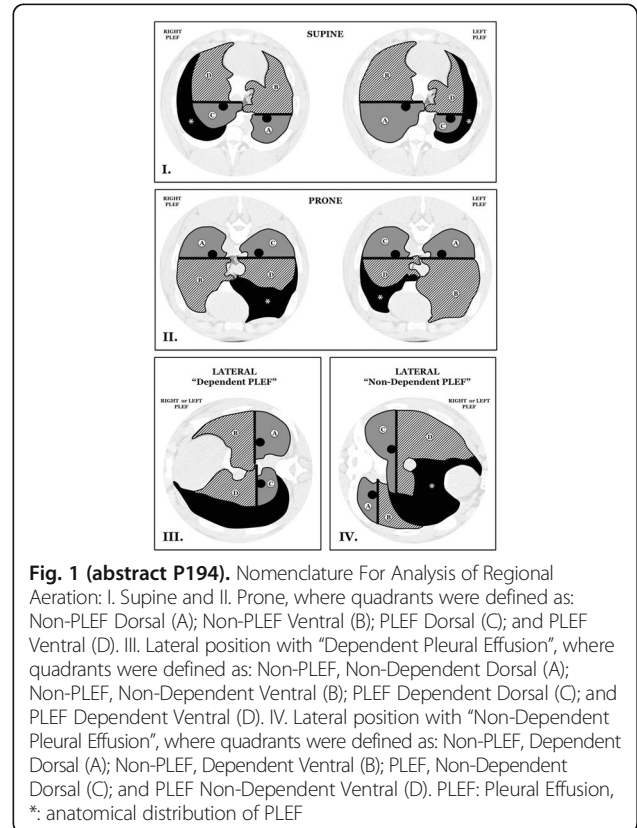 RIGHT PLEF
SUPINE
LEFT PLEF
D
B
*
C
A
B
D
A
C
*
I.
RIGHT PLEF
PRONE
LEFT PLEF
A
C
B
D
*
C
A
D
B
*
II.
LATERAL
"Dependent PLEF"
RIGHT or LEFT PLEF
B
A
D
C
III.
LATERAL
"Non-Dependent PLEF"
RIGHT or LEFT PLEF
C
D
*
A
B
IV.
Fig. 1 (abstract P194). Nomenclature For Analysis of Regional
Aeration: I. Supine and II. Prone, where quadrants were defined as:
Non-PLEF Dorsal (A); Non-PLEF Ventral (B); PLEF Dorsal (C); and PLEF
Ventral (D). III. Lateral position with "Dependent Pleural Effusion", where
quadrants were defined as: Non-PLEF, Non-Dependent Dorsal (A);
Non-PLEF, Non-Dependent Ventral (B); PLEF Dependent Dorsal (C); and
PLEF Dependent Ventral (D). IV. Lateral position with "Non-Dependent
Pleural Effusion", where quadrants were defined as: Non-PLEF, Dependent
Dorsal (A); Non-PLEF, Dependent Ventral (B); PLEF, Non-Dependent
Dorsal (C); and PLEF Non-Dependent Ventral (D). PLEF: Pleural Effusion,
*: anatomical distribution of PLEF